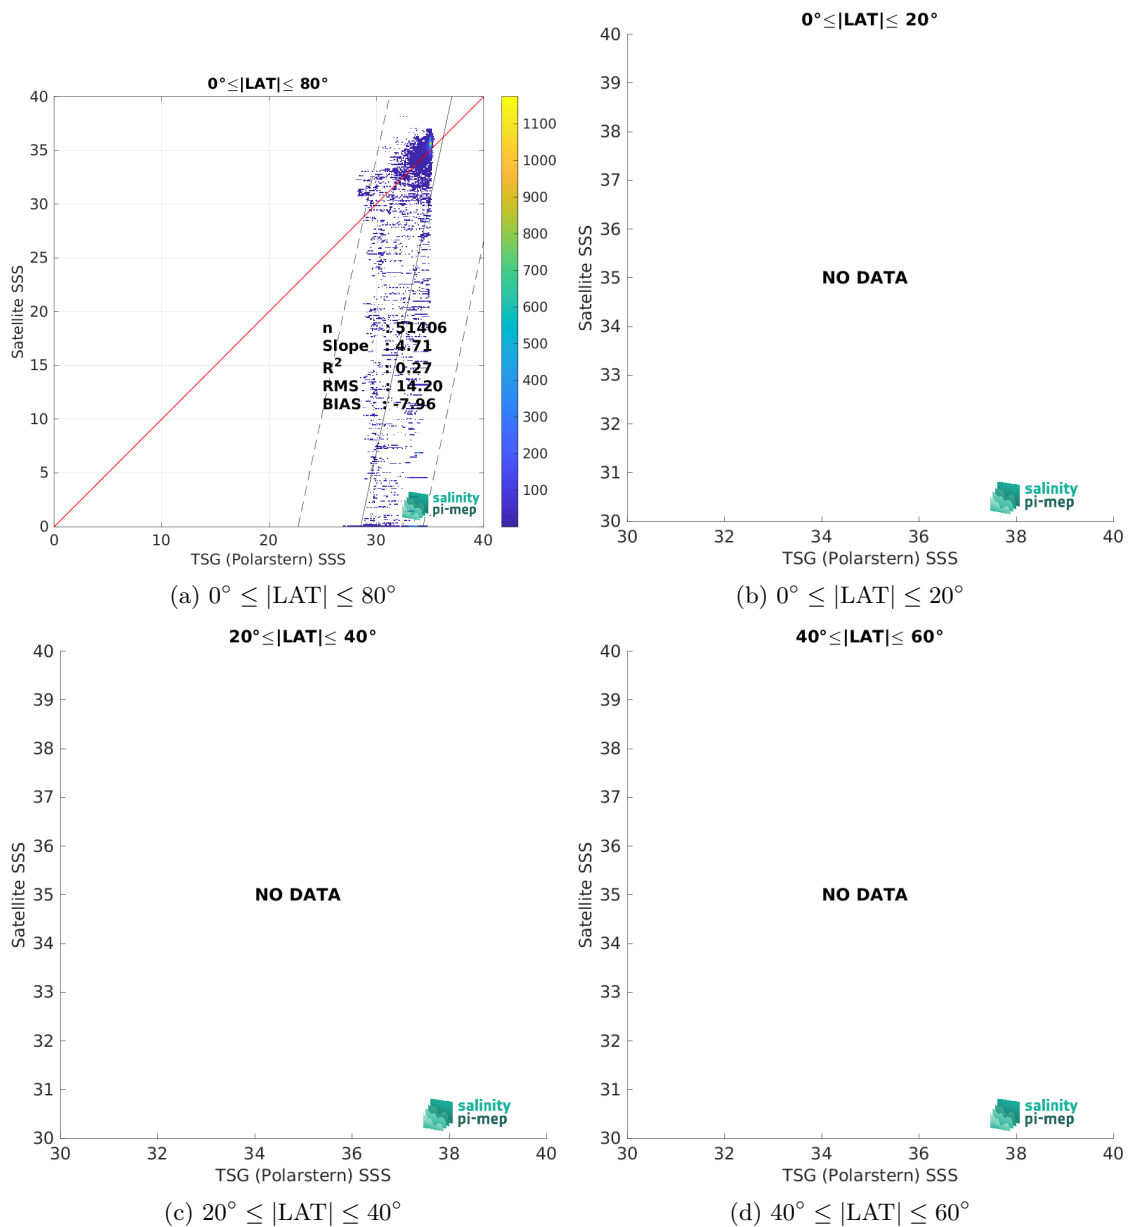 0°≤|LAT|≤ 80°
40
35
30
25
20
15
10
5
0
Satellite SSS
0
10
20
30
40
TSG (Polarstern) SSS
n : 51406
Slope : 4.71
R² : 0.27
RMS : 14.20
BIAS : -7.96
salinity
pi-mep
1100
1000
900
800
700
600
500
400
300
200
100
(a) 0° ≤ |LAT| ≤ 80°
0°≤|LAT|≤ 20°
40
39
38
37
36
35
34
33
32
31
30
Satellite SSS
NO DATA
salinity
pi-mep
30
32
34
36
38
40
TSG (Polarstern) SSS
(b) 0° ≤ |LAT| ≤ 20°
20°≤|LAT|≤ 40°
40
39
38
37
36
35
34
33
32
31
30
Satellite SSS
NO DATA
salinity
pi-mep
30
32
34
36
38
40
TSG (Polarstern) SSS
(c) 20° ≤ |LAT| ≤ 40°
40°≤|LAT|≤ 60°
40
39
38
37
36
35
34
33
32
31
30
Satellite SSS
NO DATA
salinity
pi-mep
30
32
34
36
38
40
TSG (Polarstern) SSS
(d) 40° ≤ |LAT| ≤ 60°